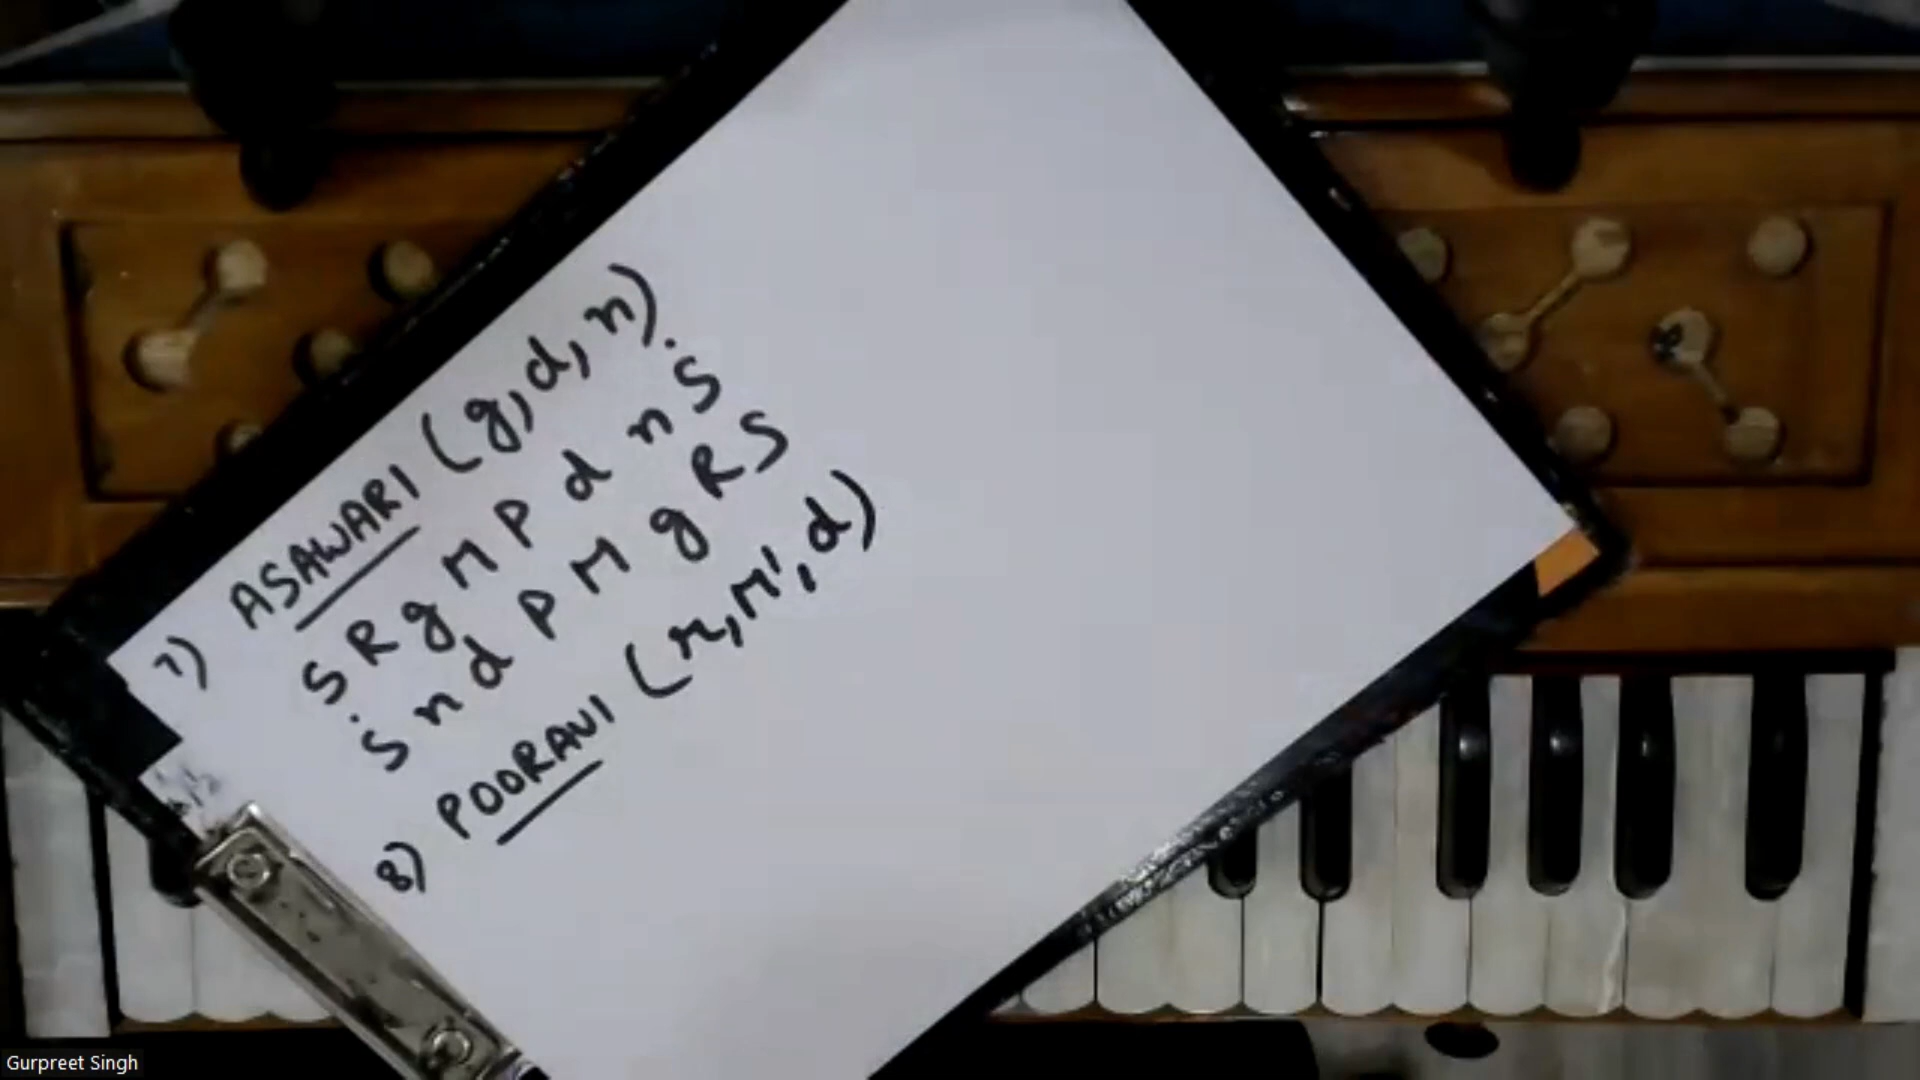 7) ASAWARI (g, d, n)
S R g M P d n Ṡ
Ṡ n d P M g R S
8) POORAVI (r, M', d)
Gurpreet Singh